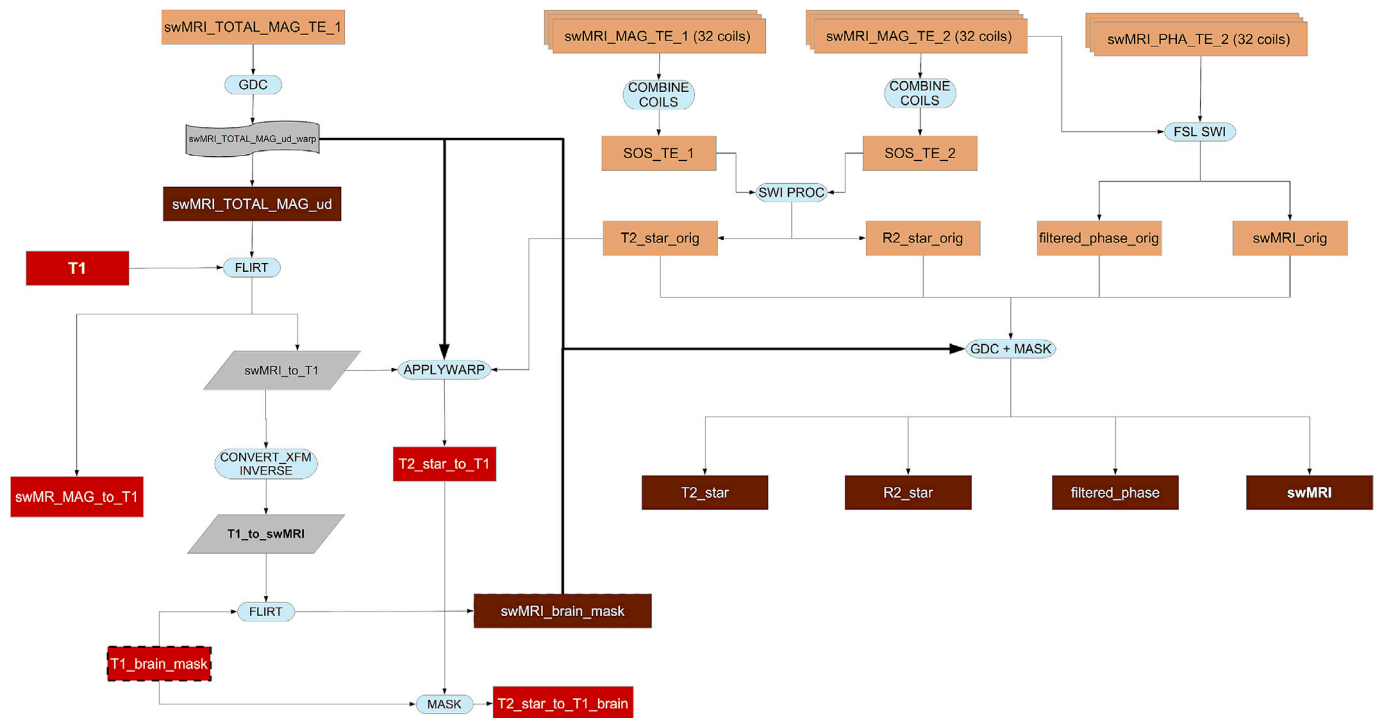 swMRI_TOTAL_MAG_TE_1
swMRI_MAG_TE_1 (32 coils)
swMRI_MAG_TE_2 (32 coils)
swMRI_PHA_TE_2 (32 coils)
GDC
COMBINE
COILS
COMBINE
COILS
swMRI_TOTAL_MAG_ud_warp
FSL SWI
SOS_TE_1
SOS_TE_2
SWI PROC
swMRI_TOTAL_MAG_ud
T2_star_orig
R2_star_orig
filtered_phase_orig
swMRI_orig
T1
FLIRT
GDC + MASK
swMRI_to_T1
APPLYWARP
CONVERT_XFM
INVERSE
T2_star_to_T1
swMR_MAG_to_T1
T2_star
R2_star
filtered_phase
swMRI
T1_to_swMRI
FLIRT
swMRI_brain_mask
T1_brain_mask
MASK
T2_star_to_T1_brain